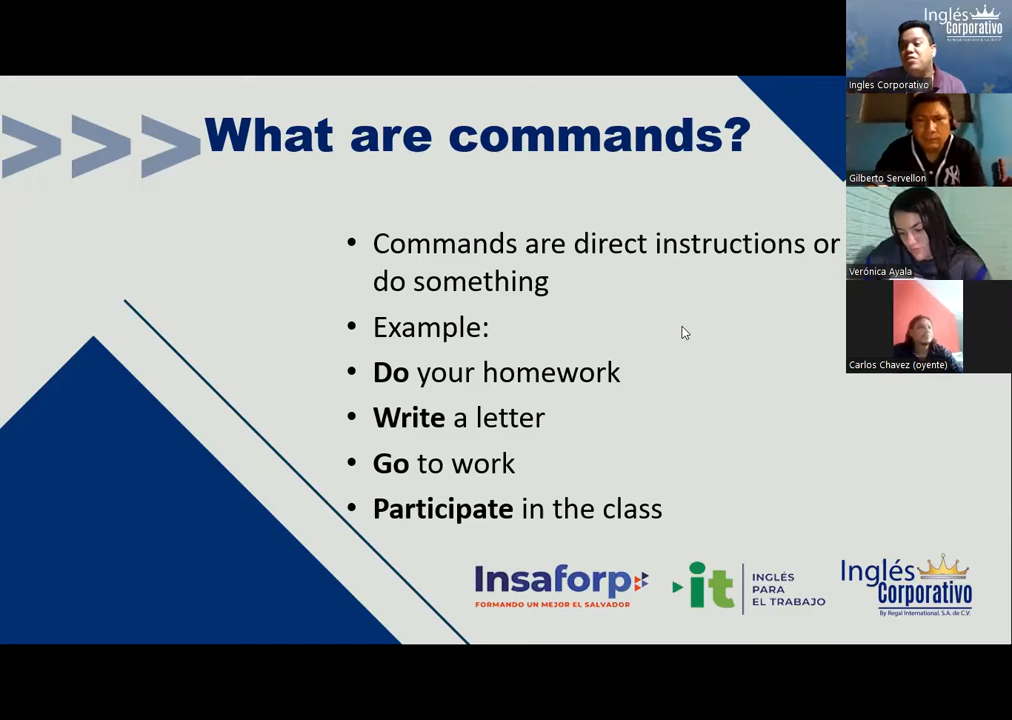 What are commands?
Commands are direct instructions or
do something
Example:
Do your homework
Write a letter
Go to work
Participate in the class
Insaforp
FORMANDO UN MEJOR EL SALVADOR
it
INGLÉS
PARA
EL TRABAJO
Inglés
Corporativo
By Regal International, S.A. de C.V.
Inglés
Corporativo
Ingles Corporativo
Gilberto Servellon
Verónica Ayala
Carlos Chavez (oyente)